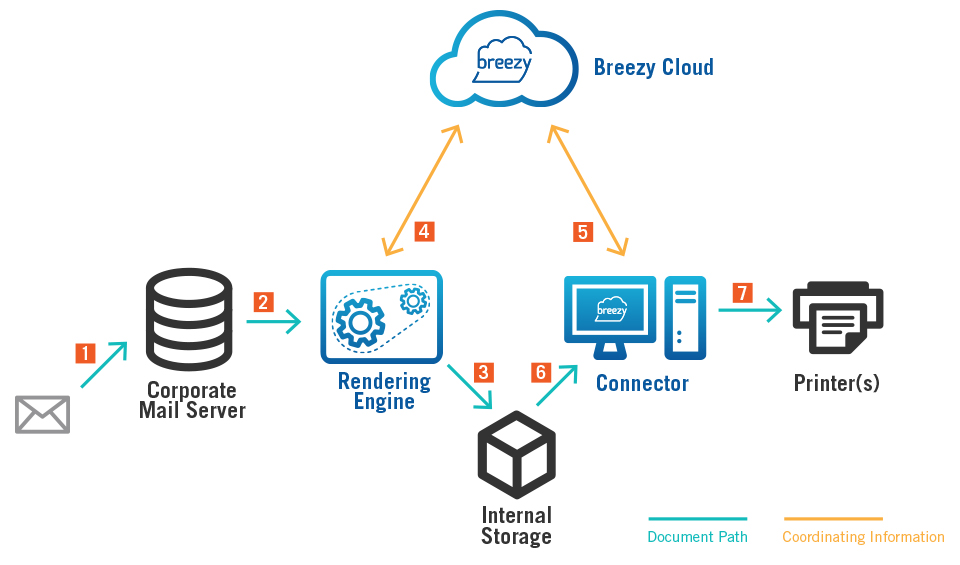 breezy
Breezy Cloud
4
5
1
2
3
6
7
breezy
Corporate
Mail Server
Rendering
Engine
Connector
Printer(s)
Internal
Storage
Document Path
Coordinating Information